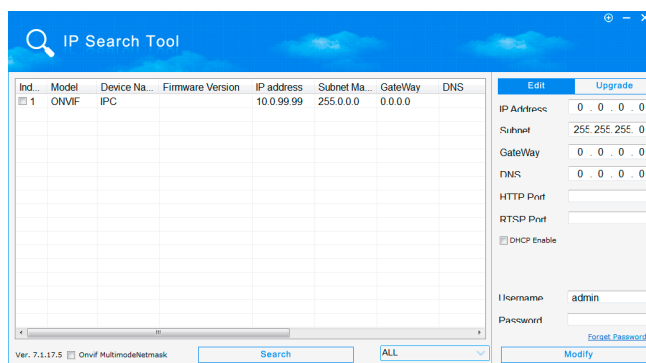 IP Search Tool
Ind... Model Device Na... Firmware Version IP address Subnet Ma... GateWay DNS
1 ONVIF IPC 10.0.99.99 255.0.0.0 0.0.0.0
Edit Upgrade
IP Address 0 . 0 . 0 . 0
Subnet 255. 255. 255. 0
GateWay 0 . 0 . 0 . 0
DNS 0 . 0 . 0 . 0
HTTP Port
RTSP Port
DHCP Enable
Username admin
Password
Forget Password
Ver. 7.1.17.5 Onvif MultimodeNetmask Search ALL Modify